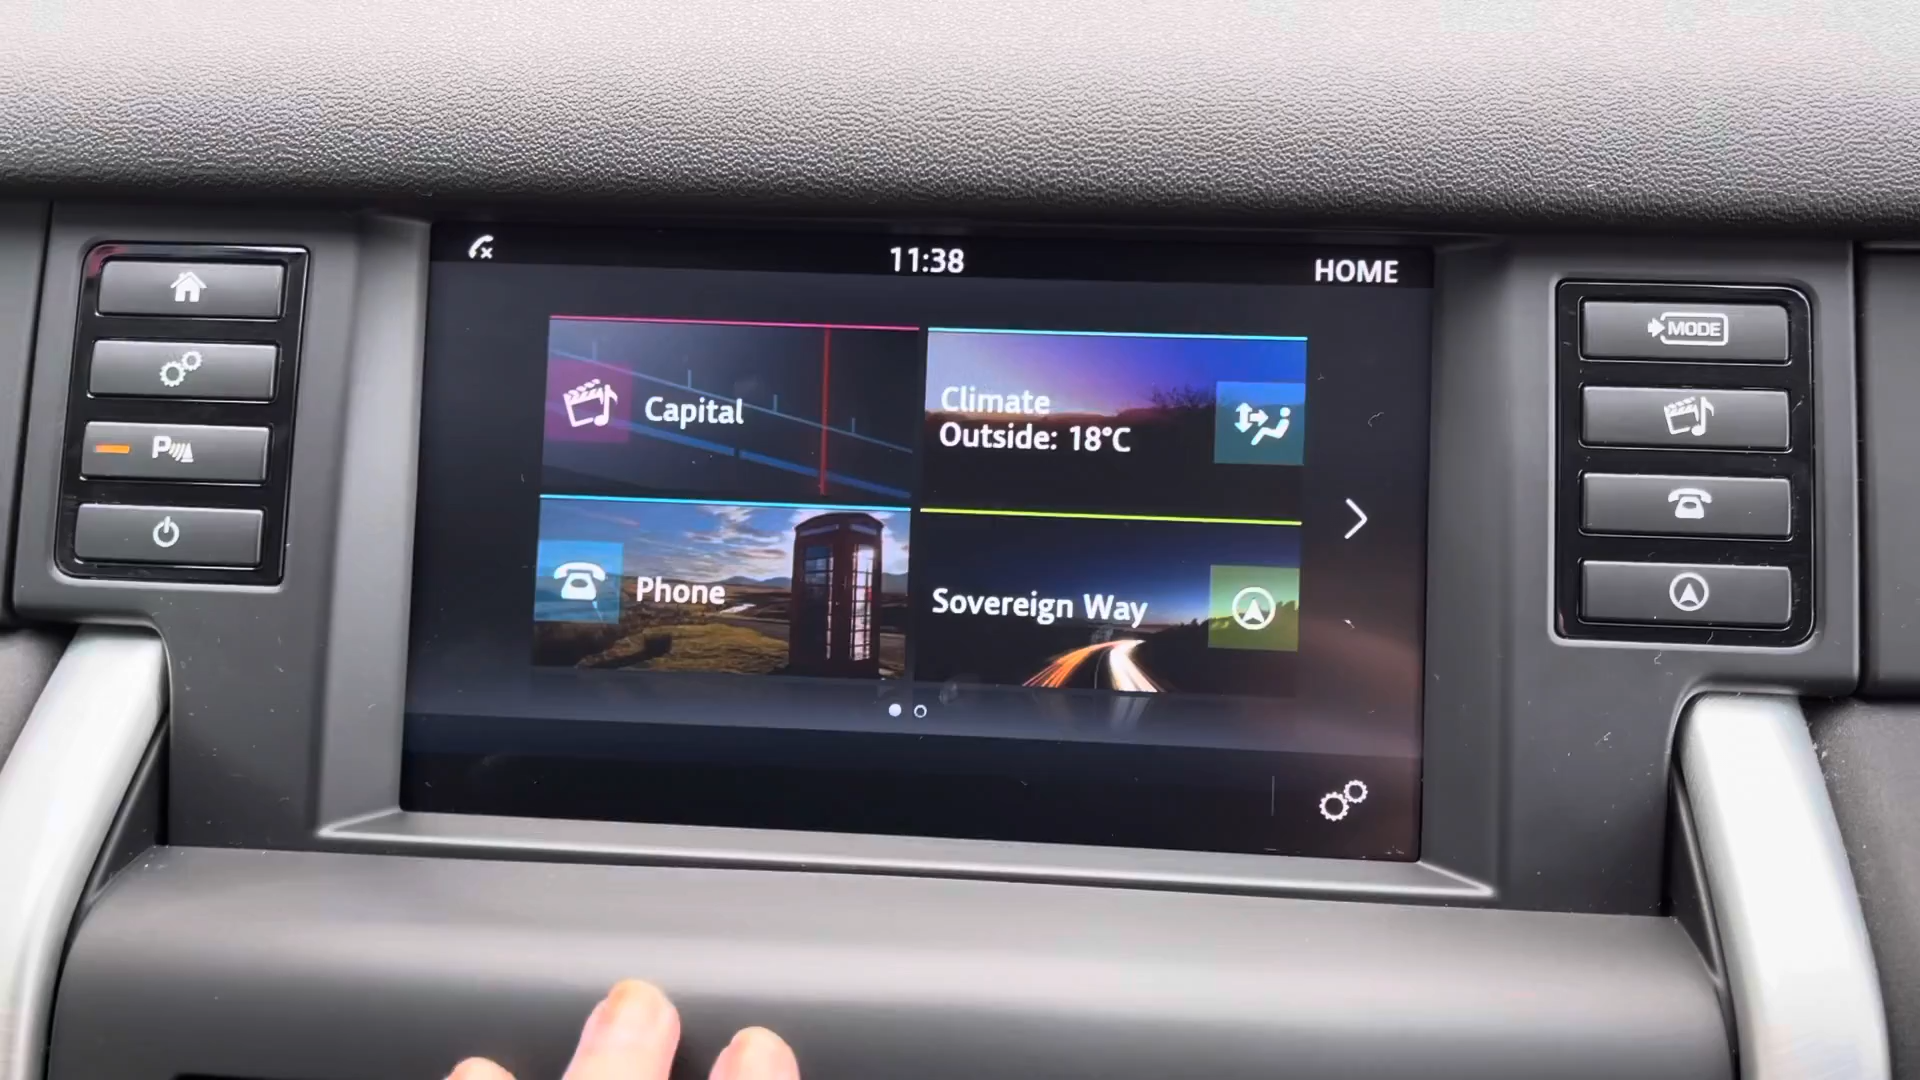 11:38
HOME
Capital
Climate
Outside: 18°C
Phone
Sovereign Way
P
MODE